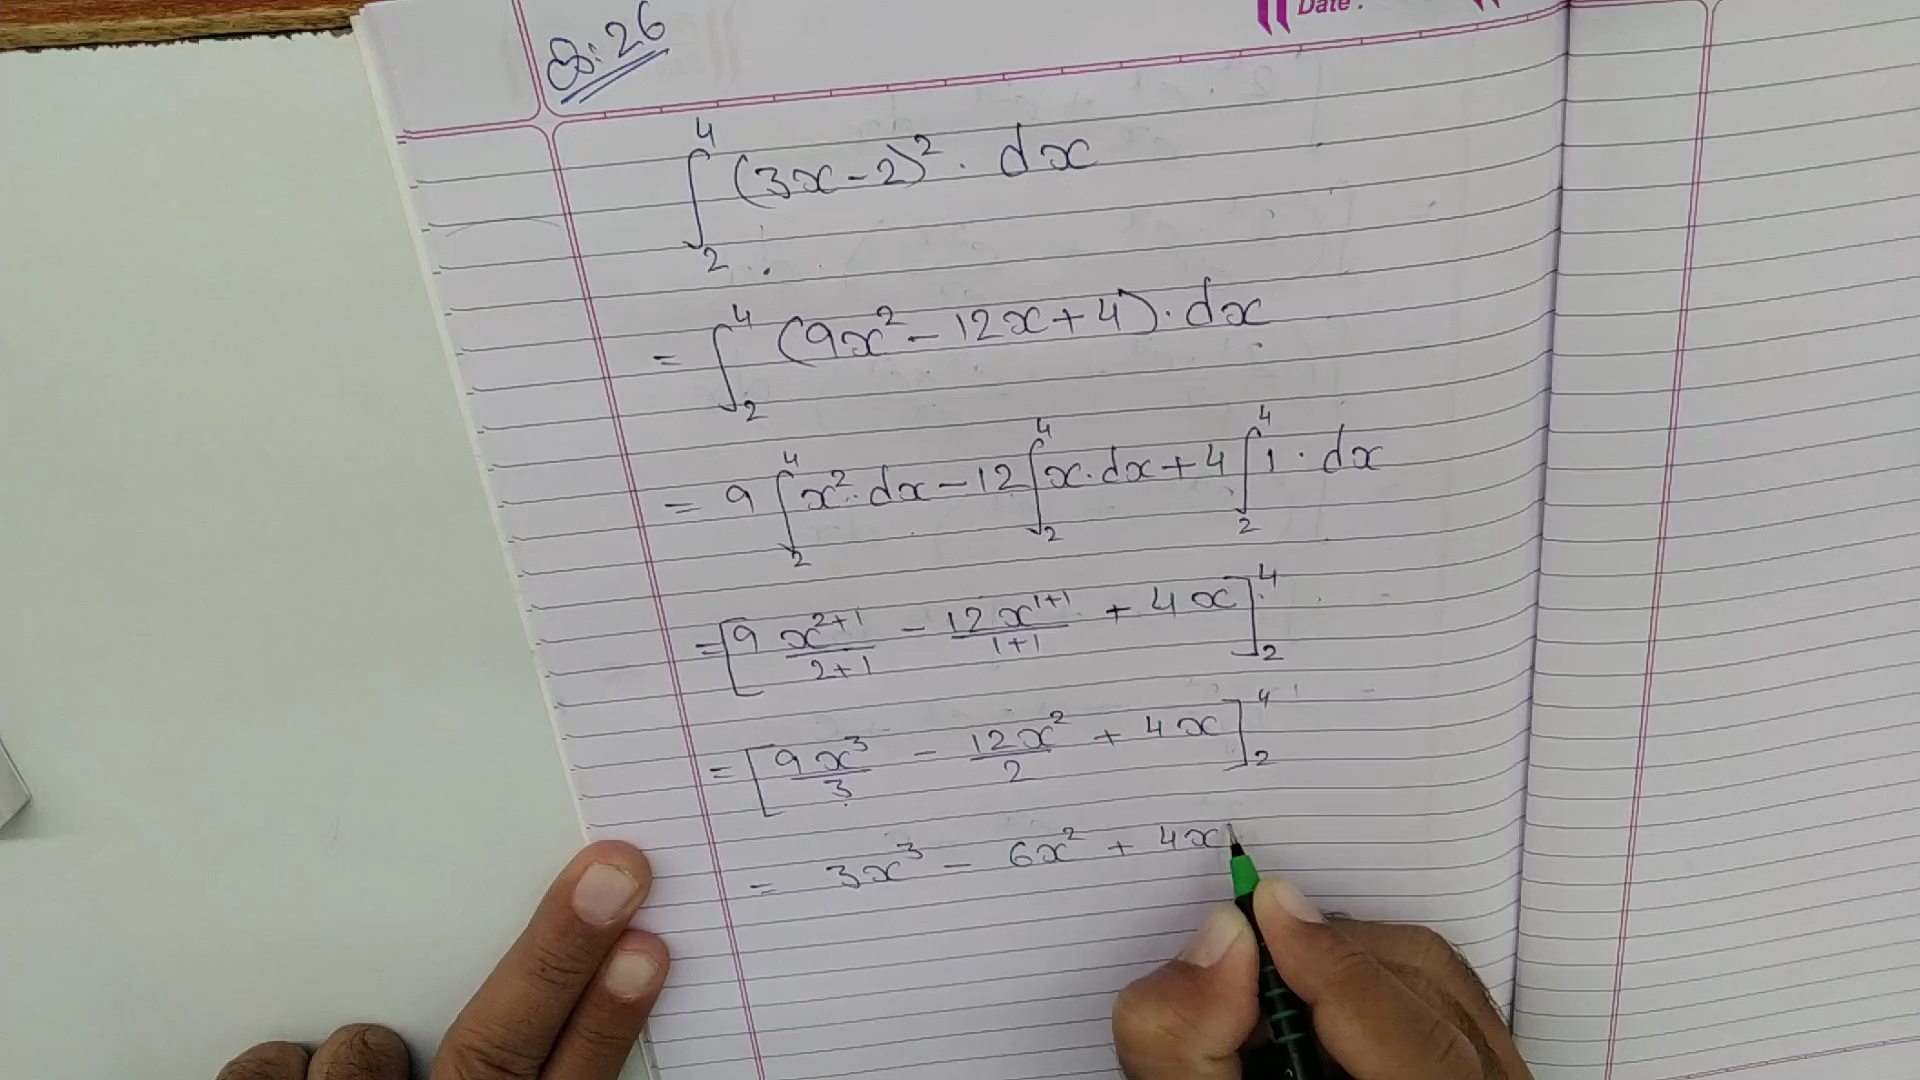 Q:26
Date :
∫₂⁴ (3x-2)² · dx
= ∫₂⁴ (9x² - 12x + 4) · dx
= 9 ∫₂⁴ x² · dx - 12 ∫₂⁴ x · dx + 4 ∫₂⁴ 1 · dx
= [9 x²⁺¹/2+1 - 12x¹⁺¹/1+1 + 4x]₂⁴
= [9x³/3 - 12x²/2 + 4x]₂⁴
= 3x³ - 6x² + 4x